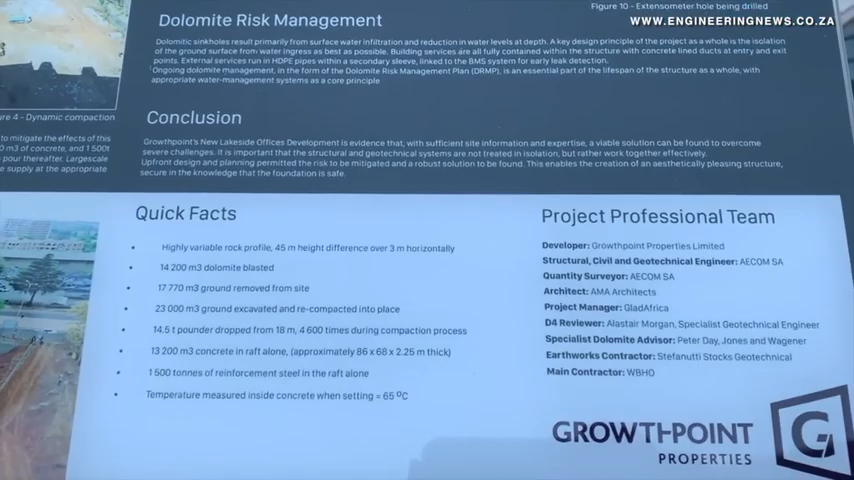 Figure 10 - Extensometer hole being drilled
WWW.ENGINEERINGNEWS.CO.ZA
Dolomite Risk Management
Dolomitic sinkholes result primarily from surface water infiltration and reduction in water levels at depth. A key design principle of the project as a whole is the isolation
of the ground surface from water ingress as best as possible. Building services are all fully contained within the structure with concrete lined ducts at entry and exit
points. External services run in HDPE pipes within a secondary sleeve, linked to the BMS system for early leak detection.
Ongoing dolomite management, in the form of the Dolomite Risk Management Plan (DRMP), is an essential part of the lifespan of the structure as a whole, with
appropriate water-management systems as a core principle
ure 4 - Dynamic compaction
Conclusion
to mitigate the effects of this
0 m3 of concrete, and 1 500t
pour thereafter. Largescale
e supply at the appropriate
Growthpoint's New Lakeside Offices Development is evidence that, with sufficient site information and expertise, a viable solution can be found to overcome
severe challenges. It is important that the structural and geotechnical systems are not treated in isolation, but rather work together effectively.
Upfront design and planning permitted the risk to be mitigated and a robust solution to be found. This enables the creation of an aesthetically pleasing structure,
secure in the knowledge that the foundation is safe.
Quick Facts
• Highly variable rock profile, 45 m height difference over 3 m horizontally
• 14 200 m3 dolomite blasted
• 17 770 m3 ground removed from site
• 23 000 m3 ground excavated and re-compacted into place
• 14.5 t pounder dropped from 18 m, 4 600 times during compaction process
• 13 200 m3 concrete in raft alone, (approximately 86 x 68 x 2.25 m thick)
• 1 500 tonnes of reinforcement steel in the raft alone
• Temperature measured inside concrete when setting = 65 ºC
Project Professional Team
Developer: Growthpoint Properties Limited
Structural, Civil and Geotechnical Engineer: AECOM SA
Quantity Surveyor: AECOM SA
Architect: AMA Architects
Project Manager: GladAfrica
D4 Reviewer: Alastair Morgan, Specialist Geotechnical Engineer
Specialist Dolomite Advisor: Peter Day, Jones and Wagener
Earthworks Contractor: Stefanutti Stocks Geotechnical
Main Contractor: WBHO
GROWTHPOINT
PROPERTIES